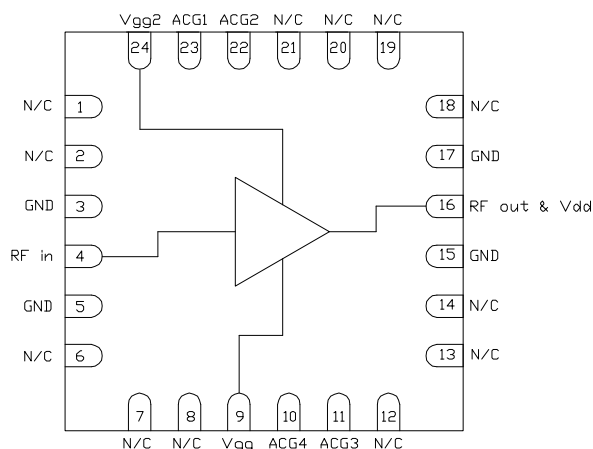 Vgg2 ACG1 ACG2 N/C N/C N/C
24 23 22 21 20 19
N/C 1 18 N/C
N/C 2 17 GND
GND 3 16 RF out & Vdd
RF in 4 15 GND
GND 5 14 N/C
N/C 6 13 N/C
7 8 9 10 11 12
N/C N/C Vgg ACG4 ACG3 N/C